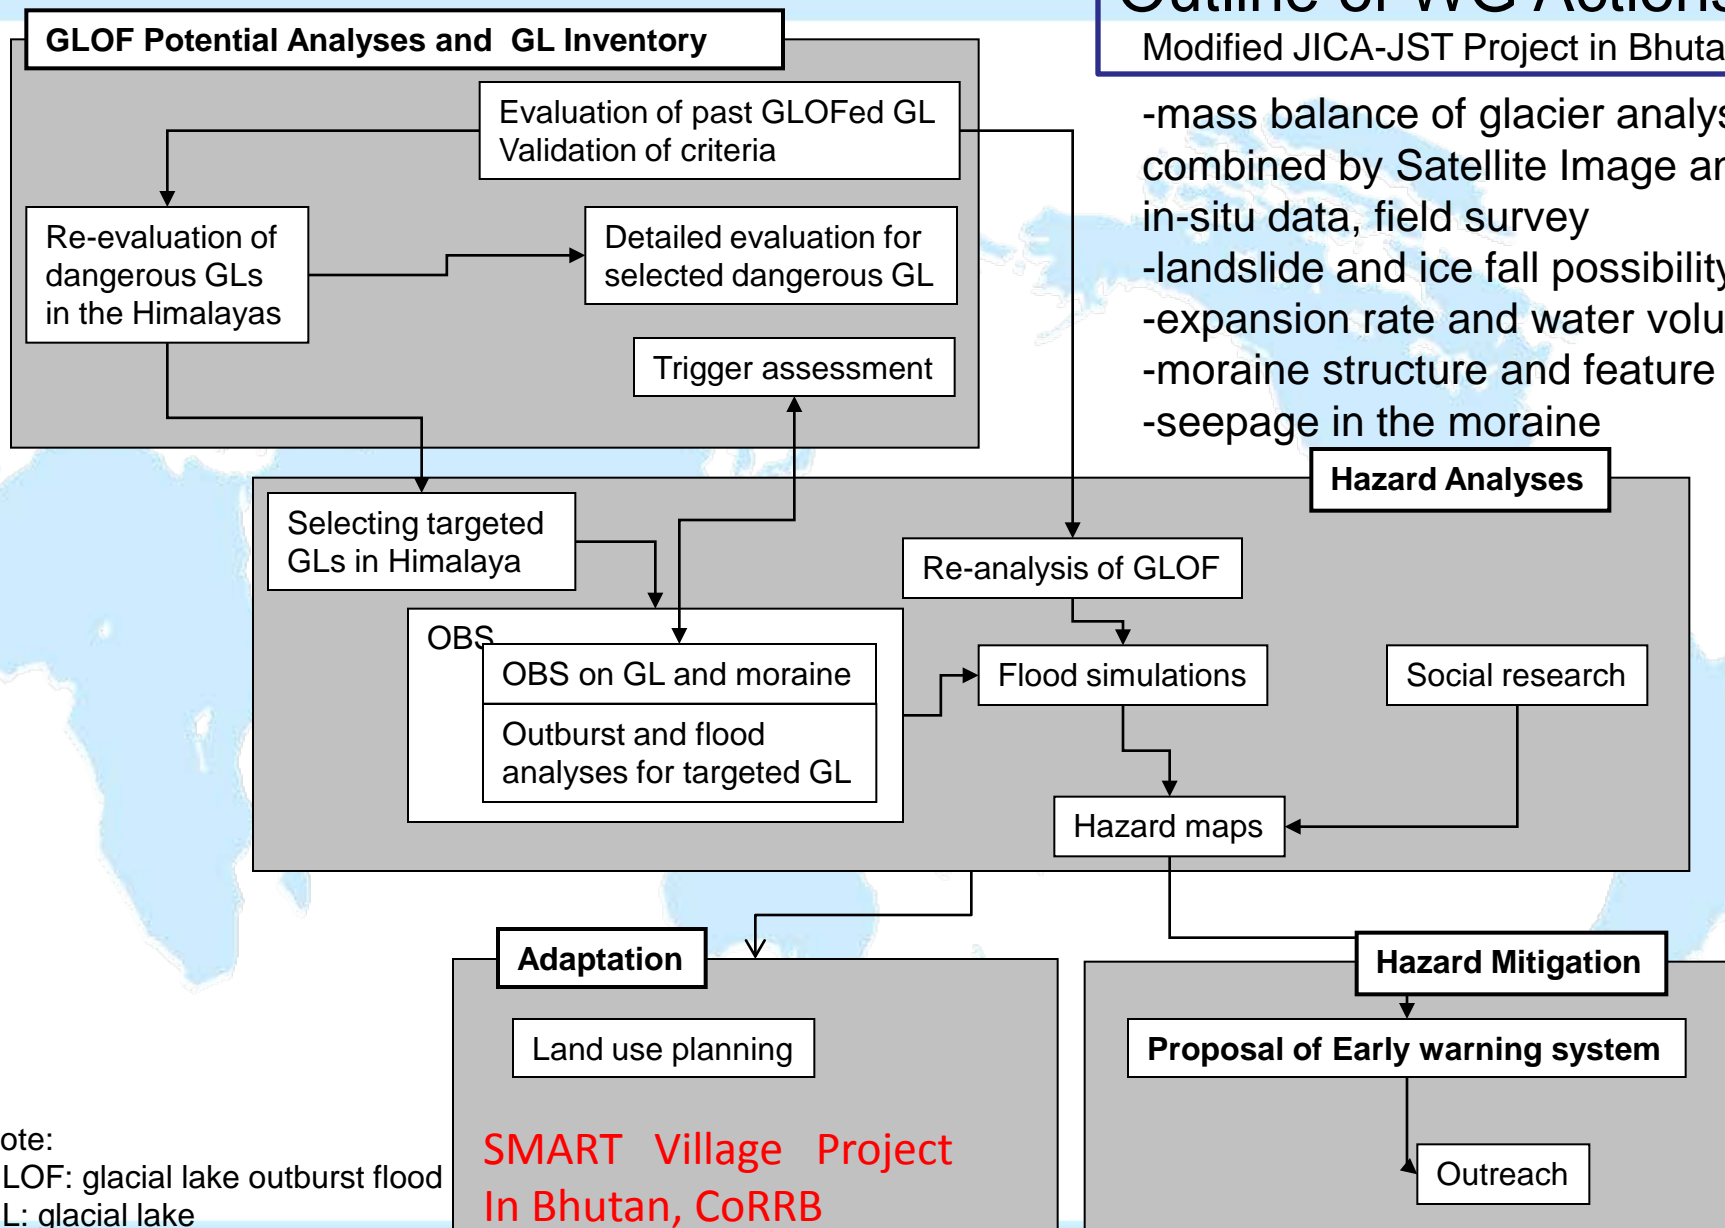 Outline of WG Actions
Modified JICA-JST Project in Bhuta
GLOF Potential Analyses and GL Inventory
Evaluation of past GLOFed GL
Validation of criteria
Re-evaluation of
dangerous GLs
in the Himalayas
Detailed evaluation for
selected dangerous GL
Trigger assessment
-mass balance of glacier analys
combined by Satellite Image an
in-situ data, field survey
-landslide and ice fall possibility
-expansion rate and water volu
-moraine structure and feature
-seepage in the moraine
Hazard Analyses
Selecting targeted
GLs in Himalaya
Re-analysis of GLOF
OBS
OBS on GL and moraine
Outburst and flood
analyses for targeted GL
Flood simulations
Social research
Hazard maps
Adaptation
Land use planning
SMART Village Project
In Bhutan, CoRRB
Hazard Mitigation
Proposal of Early warning system
Outreach
ote:
LOF: glacial lake outburst flood
L: glacial lake